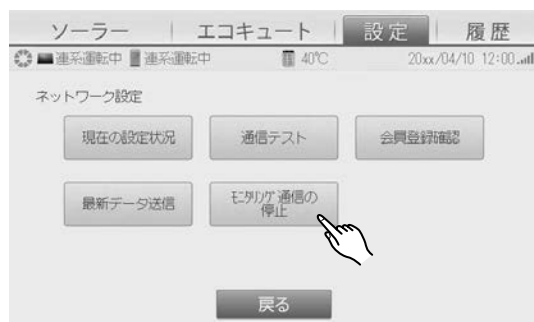 ソーラー エコキュート 設定 履歴
連系運転中 連系運転中 40℃ 20xx/04/10 12:00
ネットワーク設定
現在の設定状況 通信テスト 会員登録確認
最新データ送信 モニタリング通信の
停止
戻る